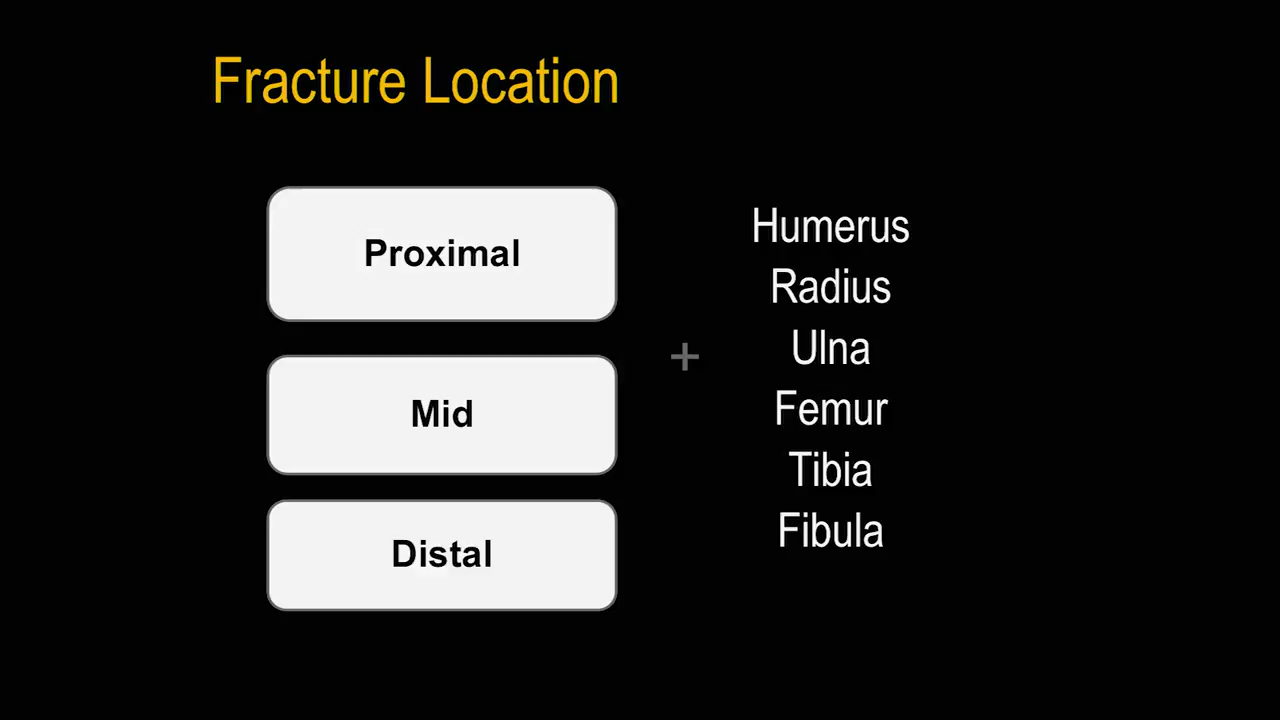 Fracture Location
Proximal
Mid
Distal
+
Humerus
Radius
Ulna
Femur
Tibia
Fibula